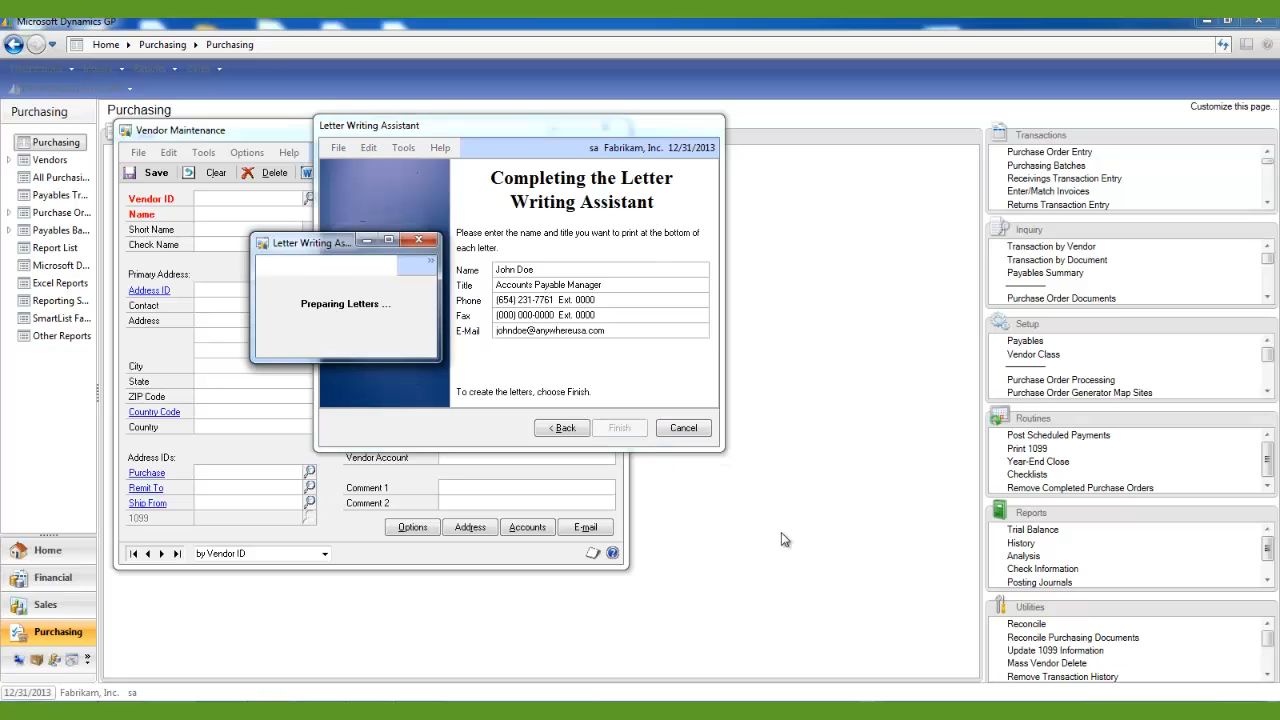 Microsoft Dynamics GP
Home Purchasing Purchasing
Purchasing
Purchasing
Customize this page...
Purchasing
Vendors
All Purchasi...
Payables Tr...
Purchase Or...
Payables Ba...
Report List
Microsoft D...
Excel Reports
Reporting S...
SmartList Fa...
Other Reports
Home
Financial
Sales
Purchasing
Vendor Maintenance
File Edit Tools Options Help
Save Clear Delete
Vendor ID
Name
Short Name
Check Name
Primary Address:
Address ID
Contact
Address
City
State
ZIP Code
Country Code
Country
Address IDs:
Purchase
Remit To
Ship From
1099
Vendor Account
Comment 1
Comment 2
Options Address Accounts E-mail
by Vendor ID
Letter Writing Assistant
File Edit Tools Help
sa Fabrikam, Inc. 12/31/2013
Completing the Letter
Writing Assistant
Please enter the name and title you want to print at the bottom of
each letter.
Name John Doe
Title Accounts Payable Manager
Phone (654) 231-7761 Ext. 0000
Fax (000) 000-0000 Ext. 0000
E-Mail johndoe@anywhereusa.com
To create the letters, choose Finish.
< Back Finish Cancel
Letter Writing As...
Preparing Letters ...
Transactions
Purchase Order Entry
Purchasing Batches
Receivings Transaction Entry
Enter/Match Invoices
Returns Transaction Entry
Inquiry
Transaction by Vendor
Transaction by Document
Payables Summary
Purchase Order Documents
Setup
Payables
Vendor Class
Purchase Order Processing
Purchase Order Generator Map Sites
Routines
Post Scheduled Payments
Print 1099
Year-End Close
Checklists
Remove Completed Purchase Orders
Reports
Trial Balance
History
Analysis
Check Information
Posting Journals
Utilities
Reconcile
Reconcile Purchasing Documents
Update 1099 Information
Mass Vendor Delete
Remove Transaction History
12/31/2013 Fabrikam, Inc. sa